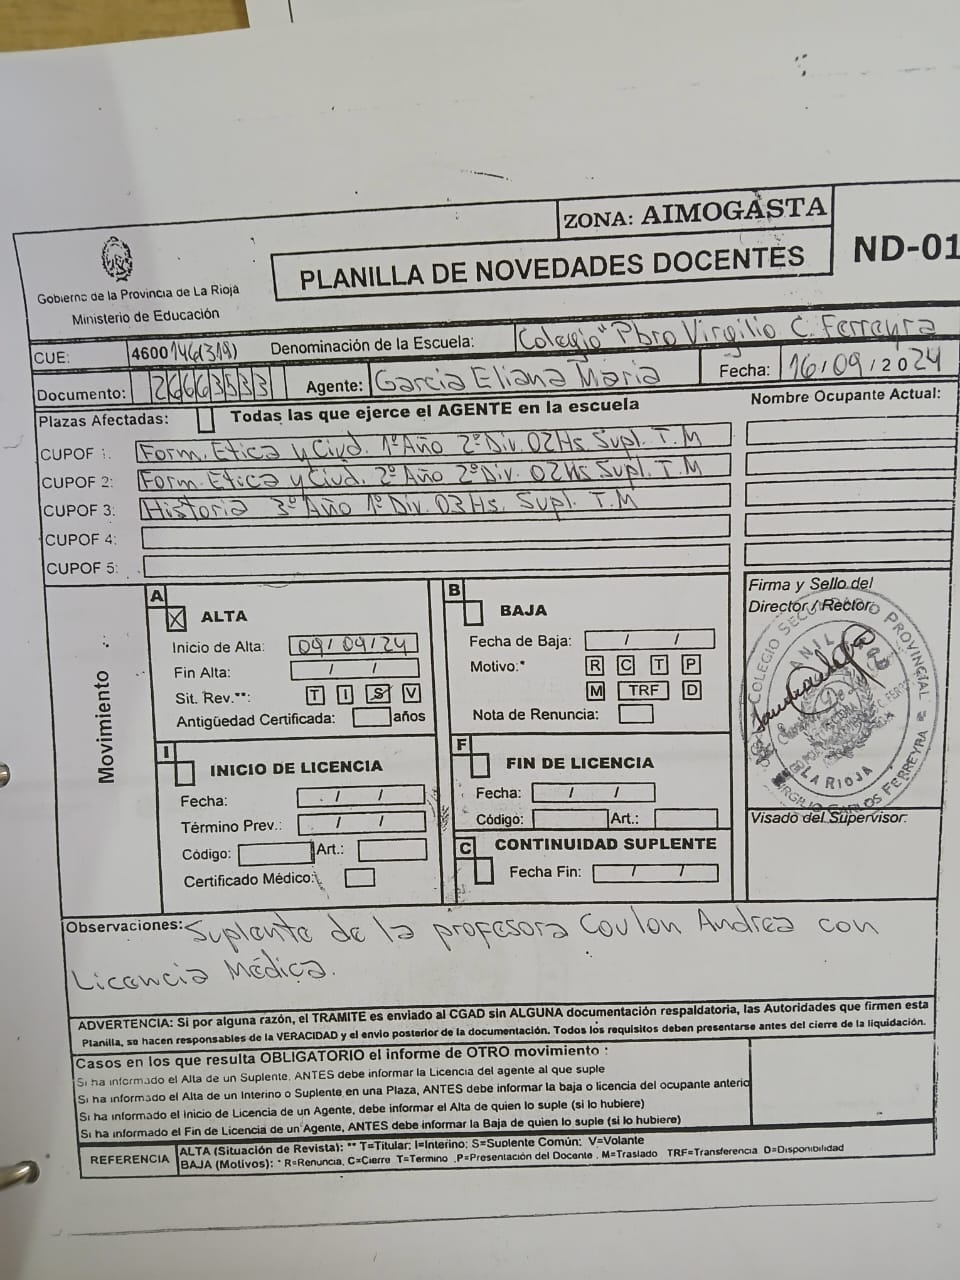 ZONA: AIMOGASTA
PLANILLA DE NOVEDADES DOCENTES
ND-01
Gobierno de la Provincia de La Rioja
Ministerio de Educación
CUE: 4600146(319) Denominación de la Escuela: Colegio "Pbro Virgilio C. Ferreyra
Documento: 26663533 Agente: Garcia Eliana Maria Fecha: 16/09/2024
Plazas Afectadas: Todas las que ejerce el AGENTE en la escuela Nombre Ocupante Actual:
CUPOF 1: Form. Etica y Ciud. 1º Año 2º Div. 02Hs Supl. T.M
CUPOF 2: Form. Etica y Ciud. 2º Año 2º Div. 02Hs Supl. T.M
CUPOF 3: Historia 3º Año 1º Div. 03Hs. Supl. T.M
CUPOF 4:
CUPOF 5:
Movimiento
A
ALTA
Inicio de Alta: 09/09/24
Fin Alta: / /
Sit. Rev.**: T I S V
Antigüedad Certificada: años
B
BAJA
Fecha de Baja: / /
Motivo:* R C T P
M TRF D
Nota de Renuncia:
I
INICIO DE LICENCIA
Fecha: / /
Término Prev.: / /
Código: Art.:
Certificado Médico:
F
FIN DE LICENCIA
Fecha: / /
Código: Art.:
C
CONTINUIDAD SUPLENTE
Fecha Fin: / /
Firma y Sello del
Director / Rector
COLEGIO SECUNDARIO PROVINCIAL
VIRGILIO CARLOS FERREYRA
LA RIOJA
Visado del Supervisor:
Observaciones: Suplente de la profesora Coulon Andrea con
Licencia Médica.
ADVERTENCIA: Si por alguna razón, el TRAMITE es enviado al CGAD sin ALGUNA documentación respaldatoria, las Autoridades que firmen esta
Planilla, se hacen responsables de la VERACIDAD y el envio posterior de la documentación. Todos los requisitos deben presentarse antes del cierre de la liquidación.
Casos en los que resulta OBLIGATORIO el informe de OTRO movimiento :
Si ha informado el Alta de un Suplente, ANTES debe informar la Licencia del agente al que suple
Si ha informado el Alta de un Interino o Suplente en una Plaza, ANTES debe informar la baja o licencia del ocupante anterio
Si ha informado el Inicio de Licencia de un Agente, debe informar el Alta de quien lo suple (si lo hubiere)
Si ha informado el Fin de Licencia de un Agente, ANTES debe informar la Baja de quien lo suple (si lo hubiere)
REFERENCIA
ALTA (Situación de Revista): ** T=Titular; I=Interino; S=Suplente Común; V=Volante
BAJA (Motivos): * R=Renuncia, C=Cierre T=Termino ,P=Presentación del Docente , M=Traslado TRF=Transferencia D=Disponibilidad